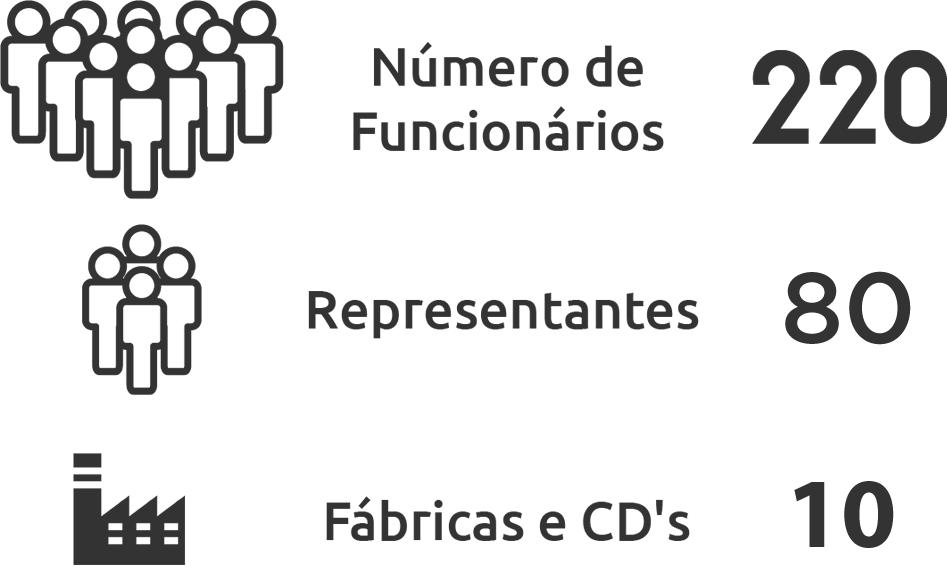 Número de
Funcionários
220
Representantes
80
Fábricas e CD's
10